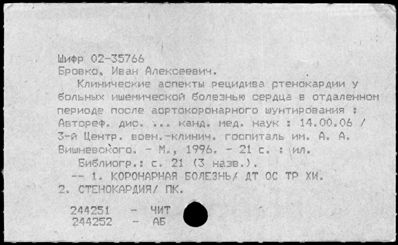 Шифр 02-35766
Бровко, Иван Алексеевич.
Клинические аспекты рецидива стенокардии у
больных ишемической болезнью сердца в отдаленном
периоде после аортокоронарного шунтирования :
Автореф. дис. ... канд. мед. наук : 14.00.06 /
3-й Центр. воен.-клинич. госпиталь им. А. А.
Вишневского. - М., 1996. - 21 с. : ил.
Библиогр.: с. 21 (3 назв.).
-- 1. КОРОНАРНАЯ БОЛЕЗНЬ/ ДТ ОС ТР ХИ.
2. СТЕНОКАРДИЯ/ ПК.
244251 - ЧИТ
244252 - АБ